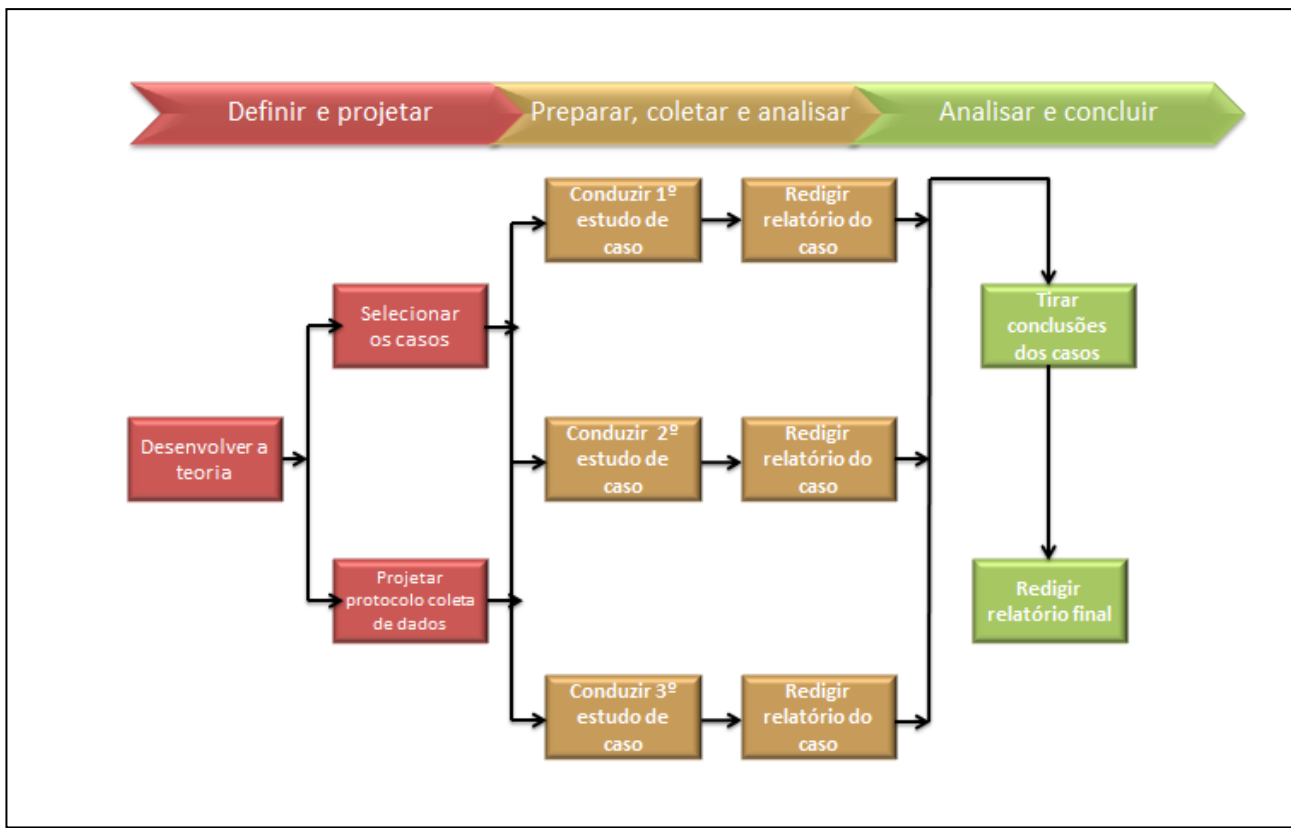 Definir e projetar
Preparar, coletar e analisar
Analisar e concluir
Desenvolver a
teoria
Selecionar
os casos
Projetar
protocolo coleta
de dados
Conduzir 1º
estudo de
caso
Redigir
relatório do
caso
Conduzir 2º
estudo de
caso
Redigir
relatório do
caso
Conduzir 3º
estudo de
caso
Redigir
relatório do
caso
Tirar
conclusões
dos casos
Redigir
relatório final